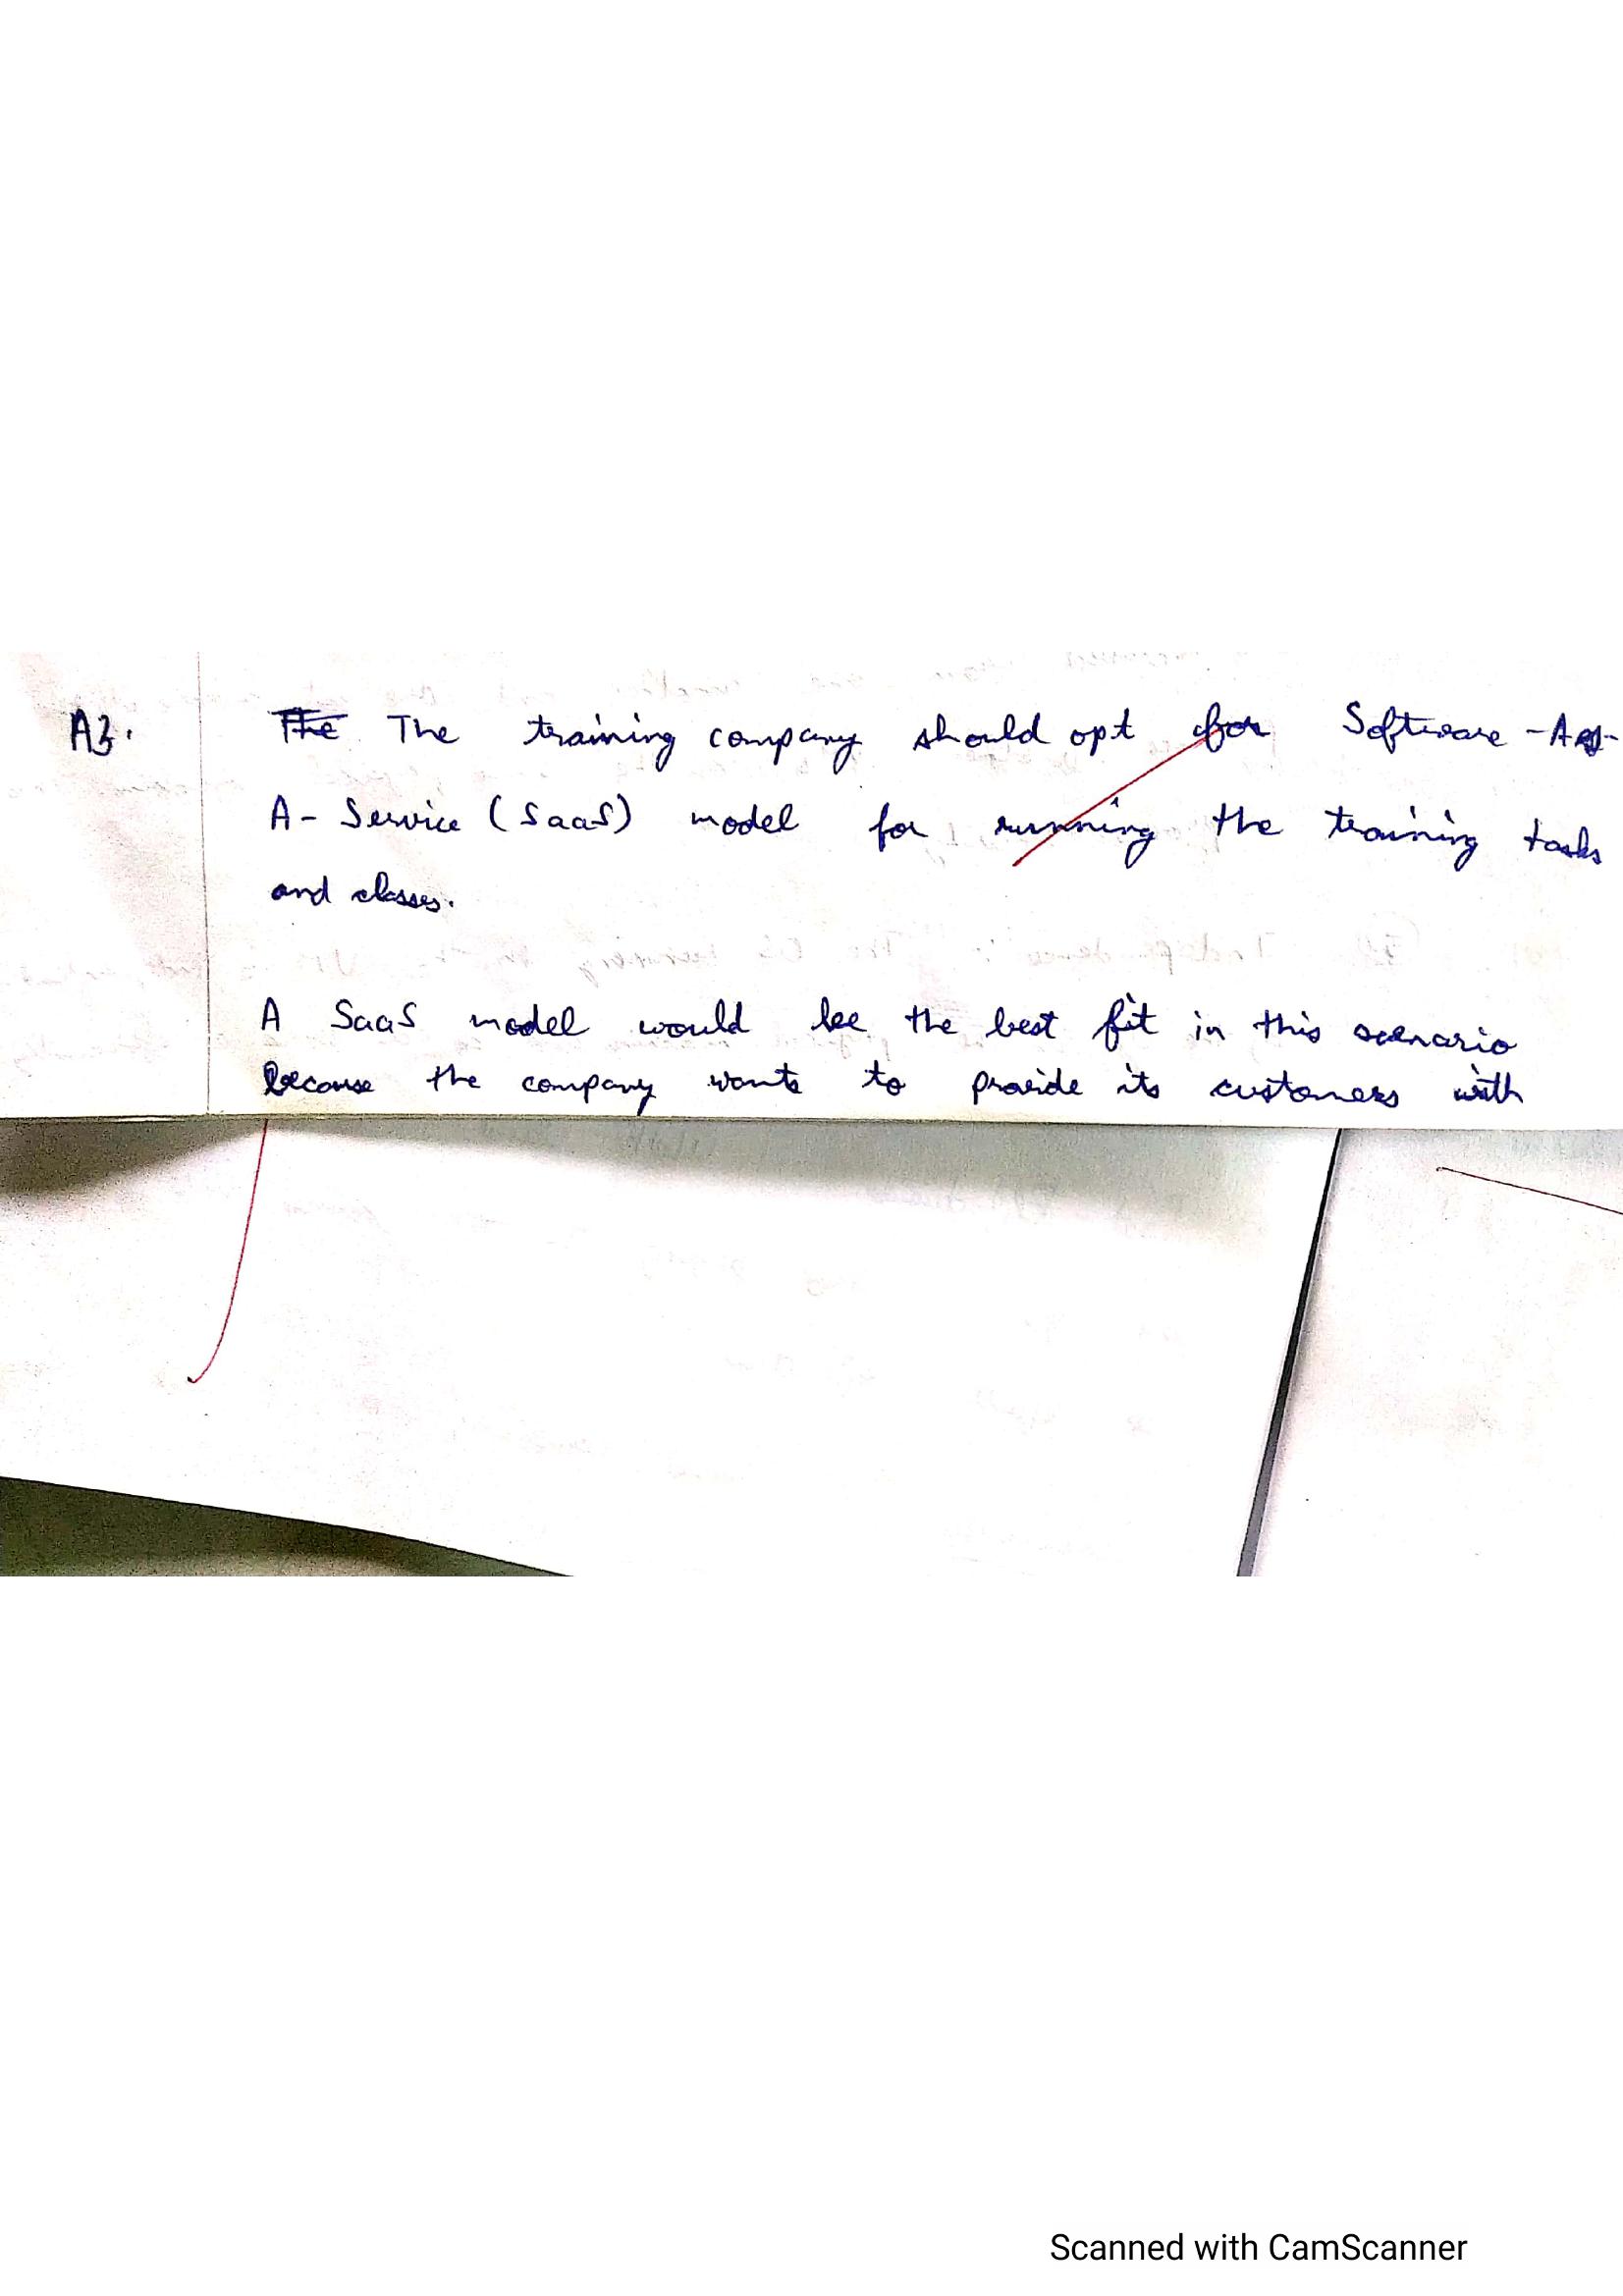 A3. The The training company should opt for Software-As-
A-Service (SaaS) model for running the training tasks
and classes.
A SaaS model would be the best fit in this scenario
because the company wants to provide its customers with
Scanned with CamScanner